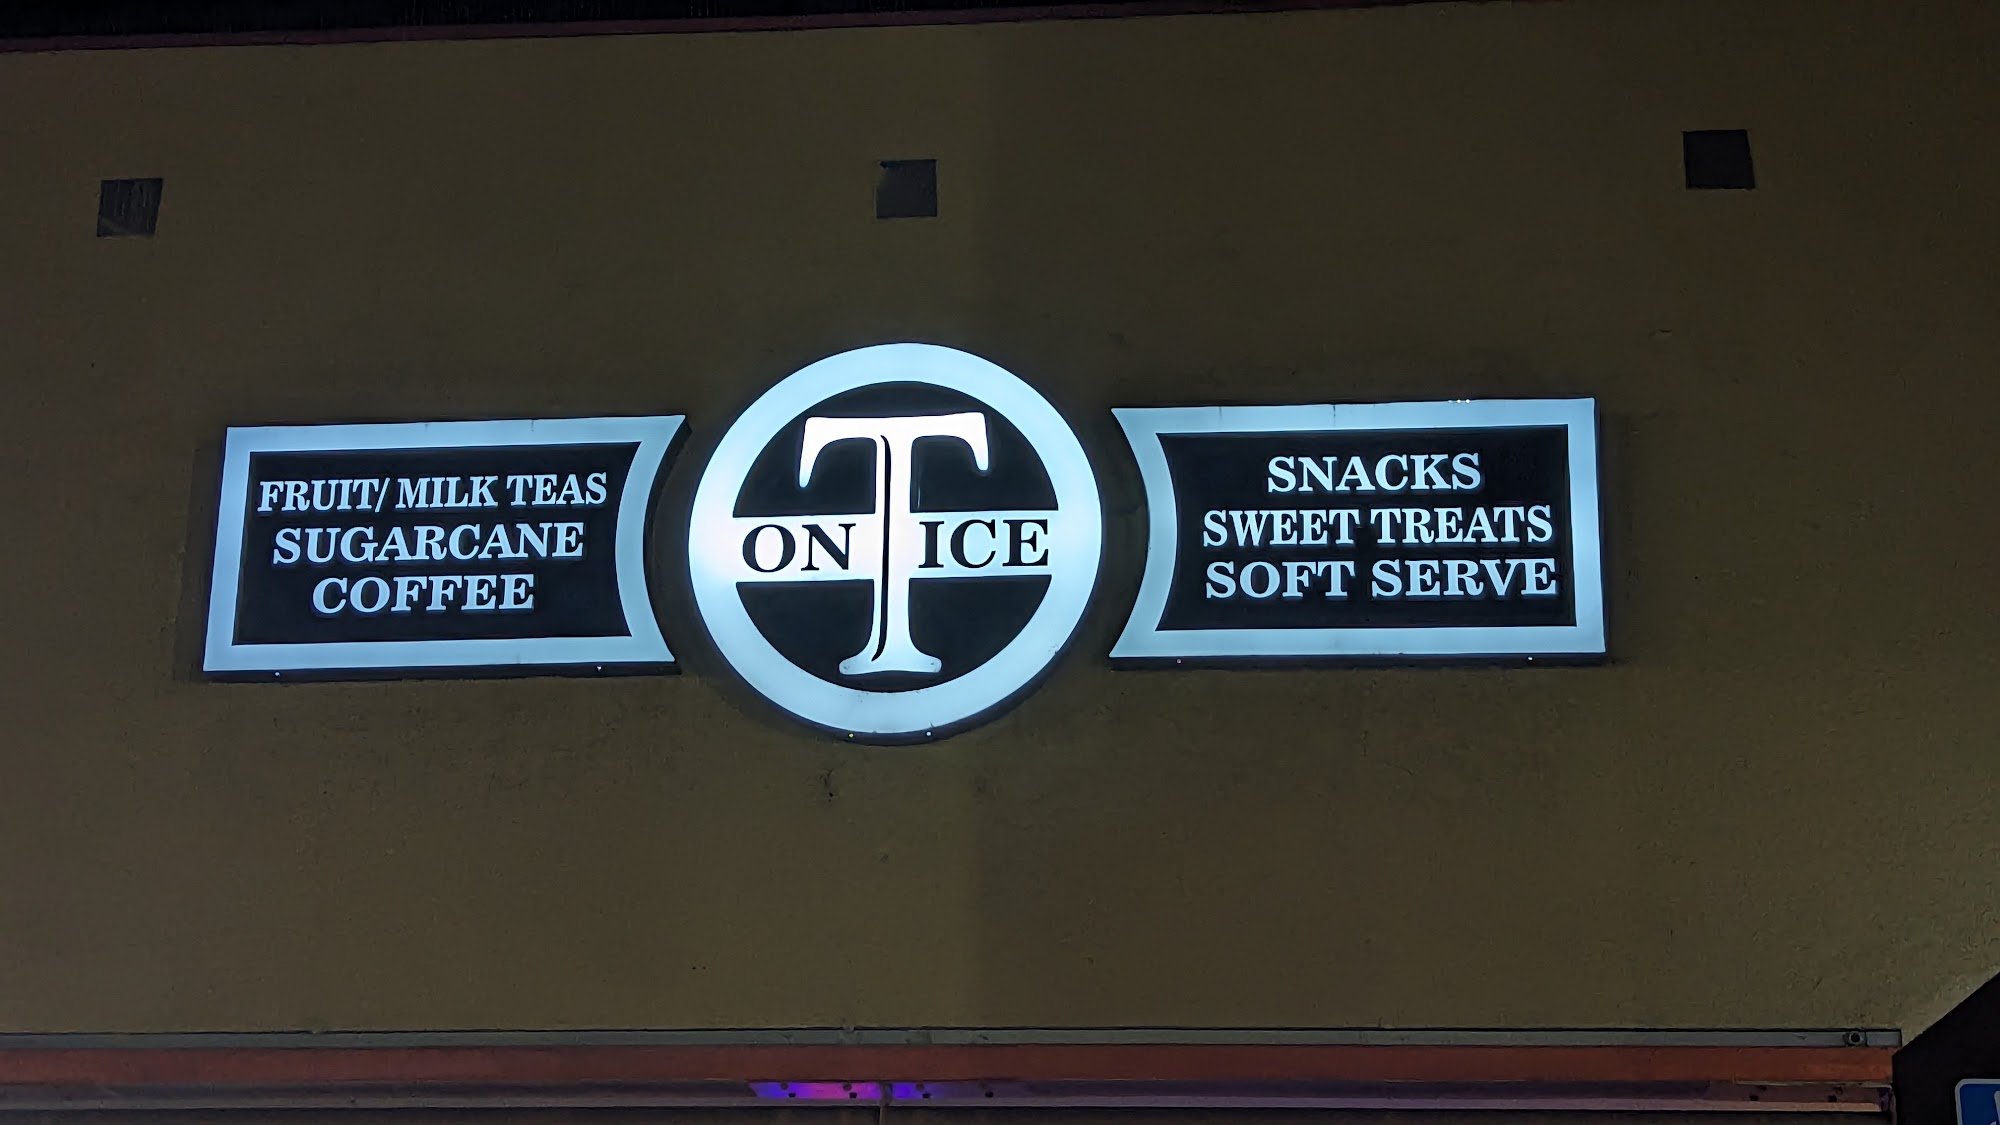 FRUIT/ MILK TEAS
SUGARCANE
COFFEE
T
ON ICE
SNACKS
SWEET TREATS
SOFT SERVE